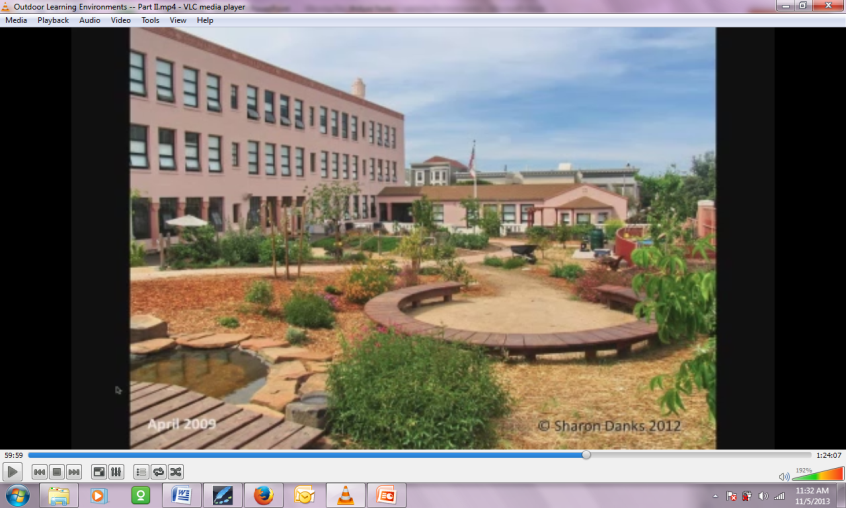 Outdoor Learning Environments -- Part II.mp4 - VLC media player
Media Playback Audio Video Tools View Help
April 2009
© Sharon Danks 2012
59:59
1:24:07
192%
11:32 AM
11/5/2013